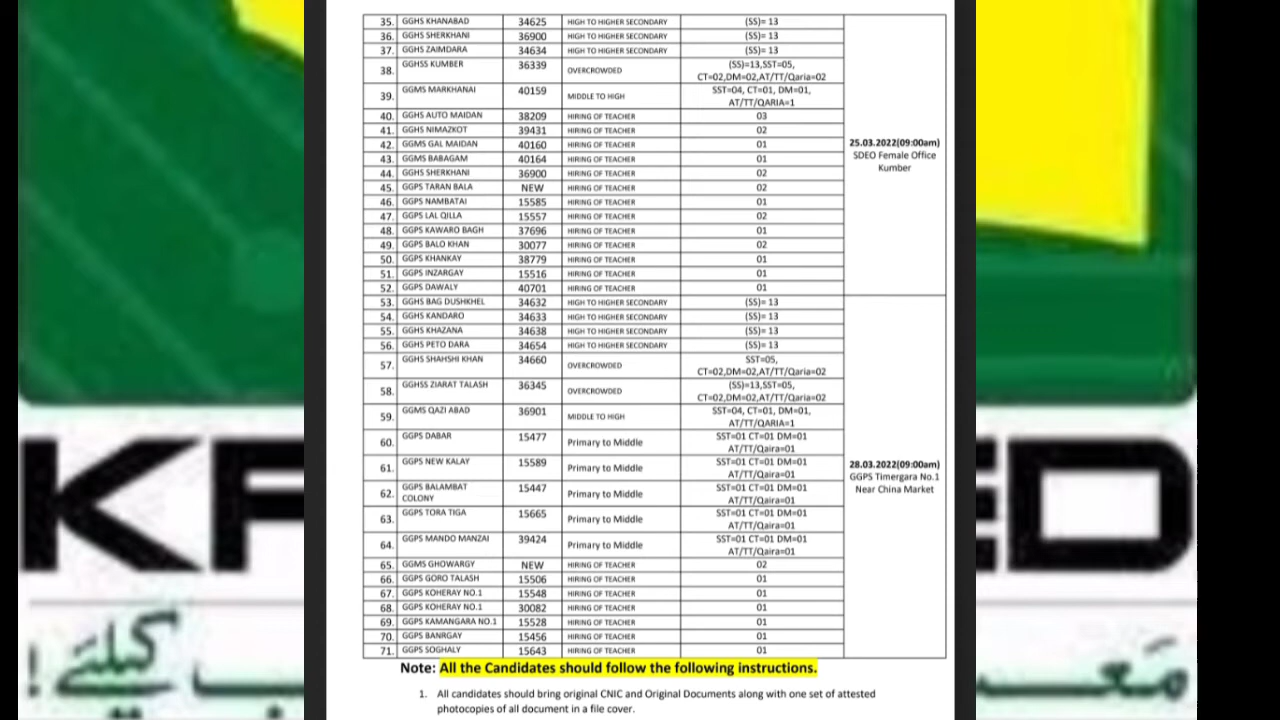 35. GGHS KHANABAD 34625 HIGH TO HIGHER SECONDARY (SS)= 13
36. GGHS SHERKHANI 36900 HIGH TO HIGHER SECONDARY (SS)= 13
37. GGHS ZAIMDARA 34634 HIGH TO HIGHER SECONDARY (SS)= 13
38. GGHSS KUMBER 36339 OVERCROWDED (SS)=13,SST=05,
CT=02,DM=02,AT/TT/Qaria=02
39. GGMS MARKHANAI 40159 MIDDLE TO HIGH SST=04, CT=01, DM=01,
AT/TT/QARIA=1
40. GGHS AUTO MAIDAN 38209 HIRING OF TEACHER 03
41. GGHS NIMAZKOT 39431 HIRING OF TEACHER 02
42. GGMS GAL MAIDAN 40160 HIRING OF TEACHER 01
43. GGMS BABAGAM 40164 HIRING OF TEACHER 01
44. GGHS SHERKHANI 36900 HIRING OF TEACHER 02
45. GGPS TARAN BALA NEW HIRING OF TEACHER 02
46. GGPS NAMBATAI 15585 HIRING OF TEACHER 01
47. GGPS LAL QILLA 15557 HIRING OF TEACHER 02
48. GGPS KAWARO BAGH 37696 HIRING OF TEACHER 01
49. GGPS BALO KHAN 30077 HIRING OF TEACHER 02
50. GGPS KHANKAY 38779 HIRING OF TEACHER 01
51. GGPS INZARGAY 15516 HIRING OF TEACHER 01
52. GGPS DAWALY 40701 HIRING OF TEACHER 01
25.03.2022(09:00am)
SDEO Female Office
Kumber
53. GGHS BAG DUSHKHEL 34632 HIGH TO HIGHER SECONDARY (SS)= 13
54. GGHS KANDARO 34633 HIGH TO HIGHER SECONDARY (SS)= 13
55. GGHS KHAZANA 34638 HIGH TO HIGHER SECONDARY (SS)= 13
56. GGHS PETO DARA 34654 HIGH TO HIGHER SECONDARY (SS)= 13
57. GGHS SHAHSHI KHAN 34660 OVERCROWDED SST=05,
CT=02,DM=02,AT/TT/Qaria=02
58. GGHSS ZIARAT TALASH 36345 OVERCROWDED (SS)=13,SST=05,
CT=02,DM=02,AT/TT/Qaria=02
59. GGMS QAZI ABAD 36901 MIDDLE TO HIGH SST=04, CT=01, DM=01,
AT/TT/QARIA=1
60. GGPS DABAR 15477 Primary to Middle SST=01 CT=01 DM=01
AT/TT/Qaira=01
61. GGPS NEW KALAY 15589 Primary to Middle SST=01 CT=01 DM=01
AT/TT/Qaira=01
62. GGPS BALAMBAT COLONY 15447 Primary to Middle SST=01 CT=01 DM=01
AT/TT/Qaira=01
63. GGPS TORA TIGA 15665 Primary to Middle SST=01 CT=01 DM=01
AT/TT/Qaira=01
64. GGPS MANDO MANZAI 39424 Primary to Middle SST=01 CT=01 DM=01
AT/TT/Qaira=01
65. GGMS GHOWARGY NEW HIRING OF TEACHER 02
66. GGPS GORO TALASH 15506 HIRING OF TEACHER 01
67. GGPS KOHERAY NO.1 15548 HIRING OF TEACHER 01
68. GGPS KOHERAY NO.1 30082 HIRING OF TEACHER 01
69. GGPS KAMANGARA NO.1 15528 HIRING OF TEACHER 01
70. GGPS BANRGAY 15456 HIRING OF TEACHER 01
71. GGPS SOGHALY 15643 HIRING OF TEACHER 01
28.03.2022(09:00am)
GGPS Timergara No.1
Near China Market
Note: All the Candidates should follow the following instructions.
1. All candidates should bring original CNIC and Original Documents along with one set of attested
photocopies of all document in a file cover.
کیلئے!